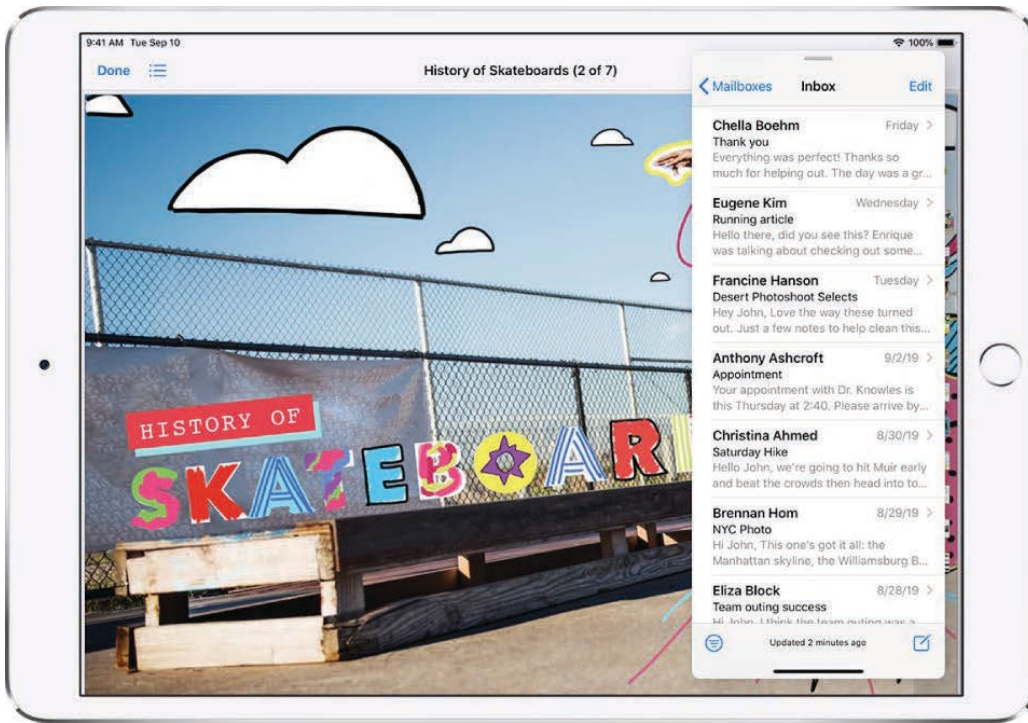 9:41 AM Tue Sep 10
100%
Done
History of Skateboards (2 of 7)
Mailboxes
Inbox
Edit
Chella Boehm
Friday
Thank you
Everything was perfect! Thanks so
much for helping out. The day was a gr...
Eugene Kim
Wednesday
Running article
Hello there, did you see this? Enrique
was talking about checking out some...
Francine Hanson
Tuesday
Desert Photoshoot Selects
Hey John, Love the way these turned
out. Just a few notes to help clean this...
Anthony Ashcroft
9/2/19
Appointment
Your appointment with Dr. Knowles is
this Thursday at 2:40. Please arrive by...
Christina Ahmed
8/30/19
Saturday Hike
Hello John, we're going to hit Muir early
and beat the crowds then head into to...
Brennan Hom
8/29/19
NYC Photo
Hi John, This one's got it all: the
Manhattan skyline, the Williamsburg B...
Eliza Block
8/28/19
Team outing success
Hi John, I think the team outing was a
Updated 2 minutes ago
HISTORY OF
SKATEBOAR